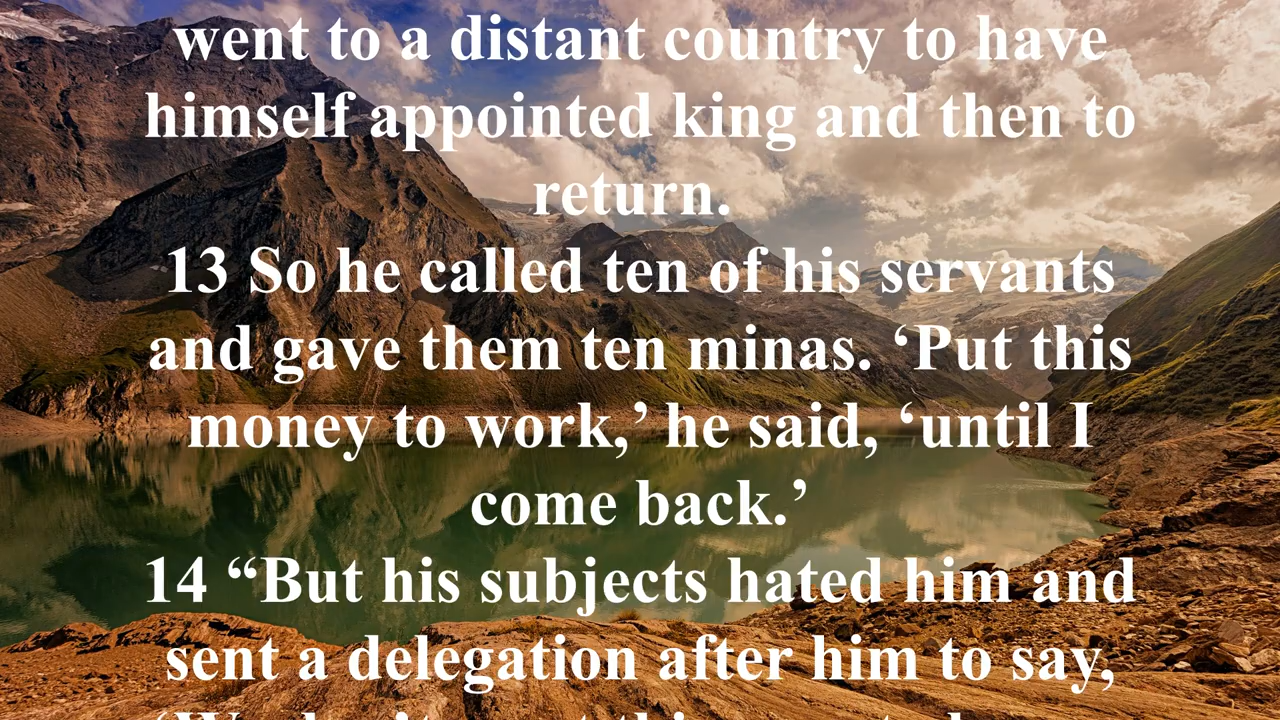 went to a distant country to have
himself appointed king and then to
return.
13 So he called ten of his servants
and gave them ten minas. ‘Put this
money to work,’ he said, ‘until I
come back.’
14 “But his subjects hated him and
sent a delegation after him to say,